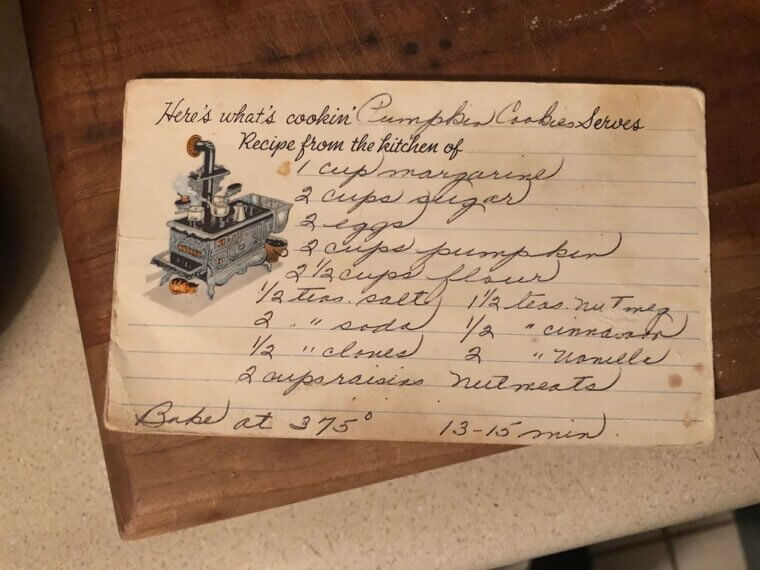 Here's what's cookin' Pumpkin Cookies Serves
Recipe from the kitchen of
1 cup margarine
2 cups sugar
2 eggs
2 cups pumpkin
2 1/2 cups flour
1/2 teas. salt 1 1/2 teas. nutmeg
2 " soda 1/2 " cinnamon
1/2 " cloves 2 " Vanilla
2 cups raisins nutmeats
Bake at 375° 13-15 min.